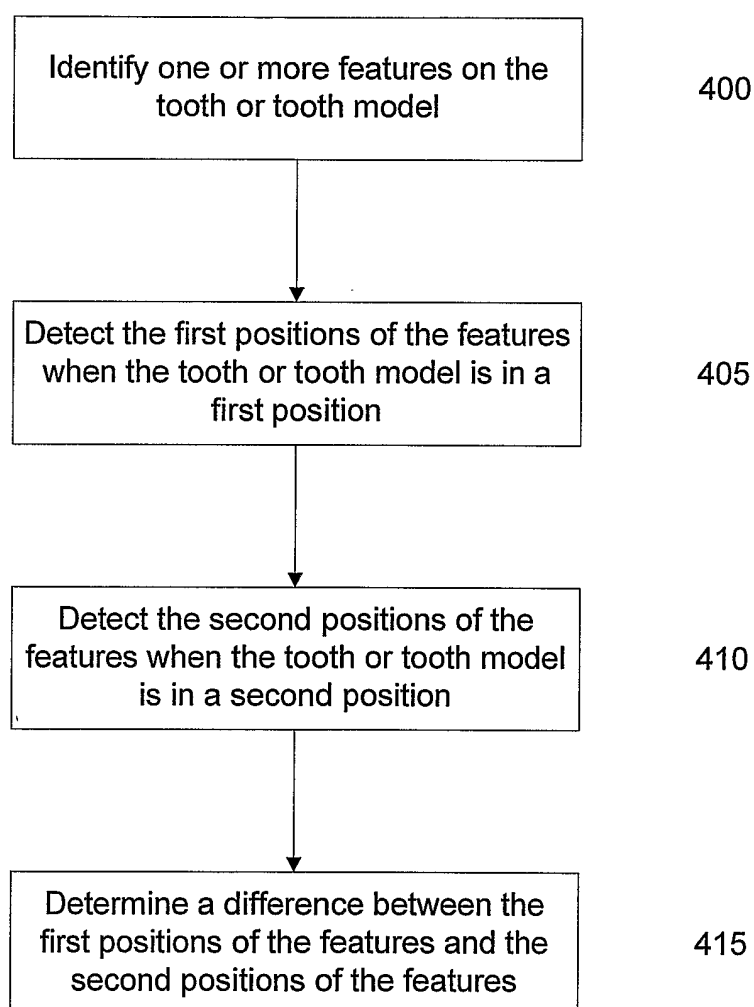 Identify one or more features on the
tooth or tooth model
400
Detect the first positions of the features
when the tooth or tooth model is in a
first position
405
Detect the second positions of the
features when the tooth or tooth model
is in a second position
410
Determine a difference between the
first positions of the features and the
second positions of the features
415